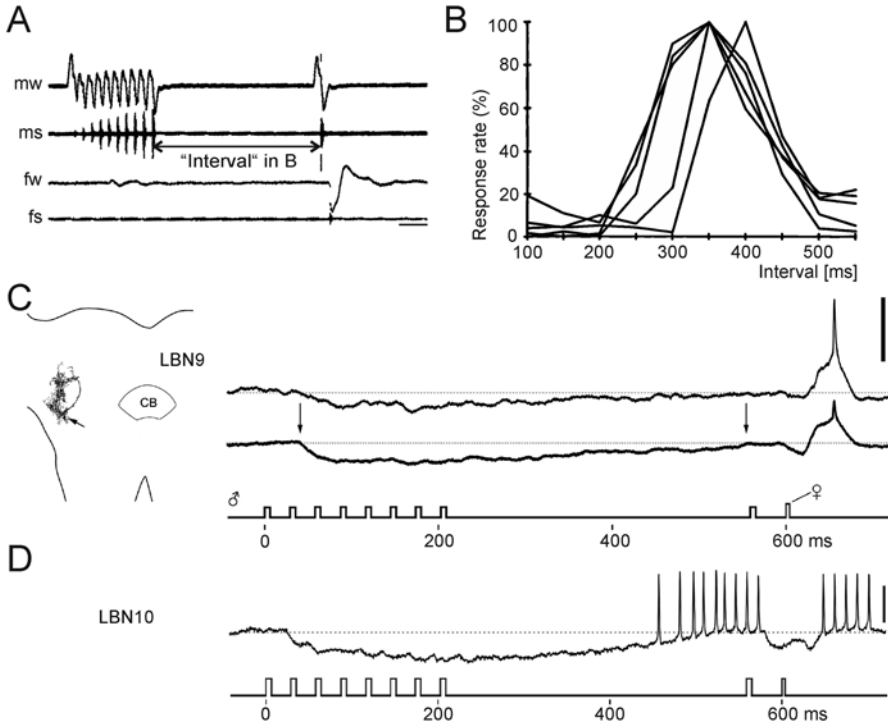 A
mw
ms
"Interval" in B
fw
fs
B
Response rate (%)
100
80
60
40
20
0
100 200 300 400 500
Interval [ms]
C
LBN9
CB
♂
♀
0 200 400 600 ms
D
LBN10
0 200 400 600 ms